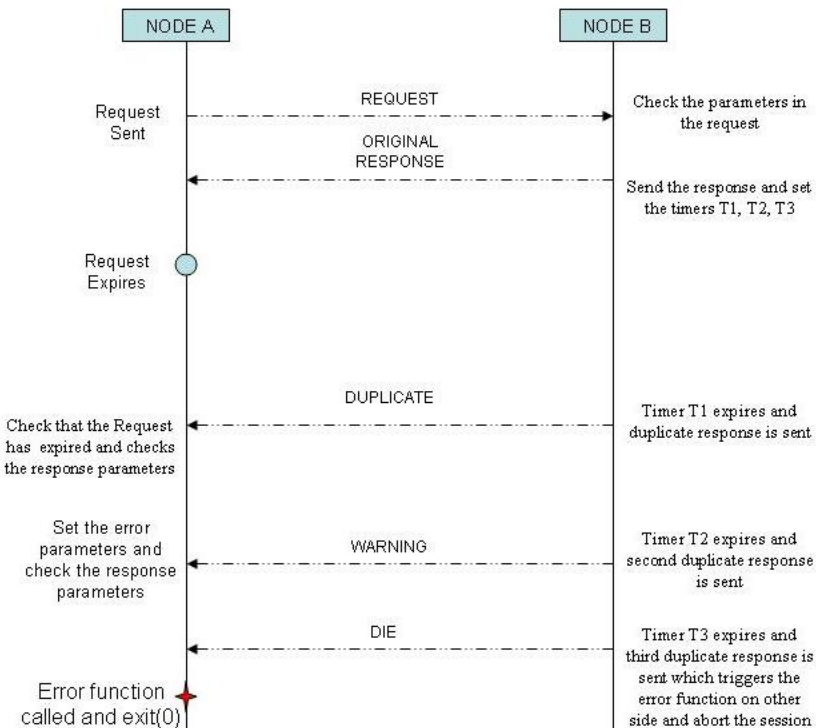 NODE A
NODE B
Request
Sent
REQUEST
Check the parameters in
the request
ORIGINAL
RESPONSE
Send the response and set
the timers T1, T2, T3
Request
Expires
DUPLICATE
Check that the Request
has expired and checks
the response parameters
Timer T1 expires and
duplicate response is sent
Set the error
parameters and
check the response
parameters
WARNING
Timer T2 expires and
second duplicate response
is sent
DIE
Timer T3 expires and
third duplicate response is
sent which triggers the
error function on other
side and abort the session
Error function
called and exit(0)